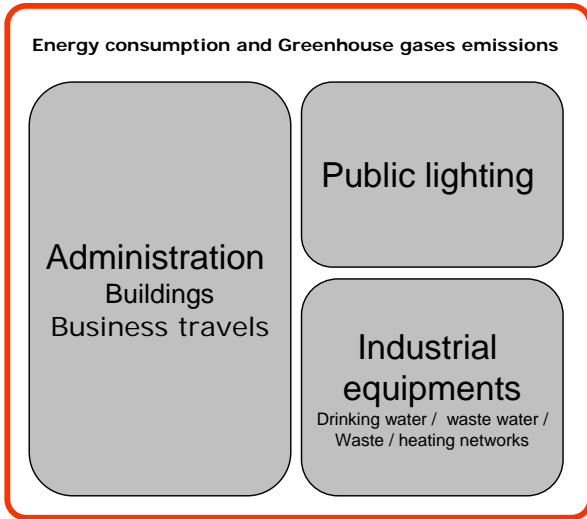 Energy consumption and Greenhouse gases emissions
Administration
Buildings
Business travels
Public lighting
Industrial
equipments
Drinking water / waste water /
Waste / heating networks